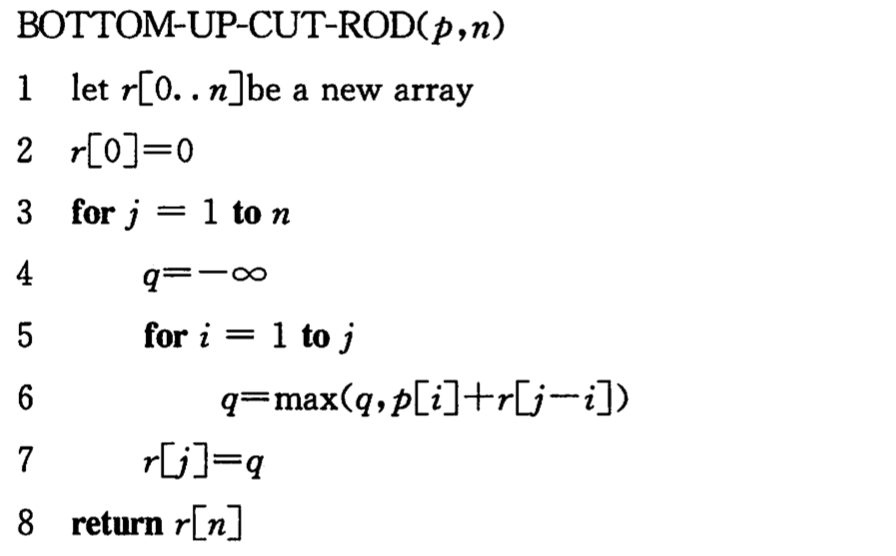 BOTTOM-UP-CUT-ROD(p,n)
1 let r[0..n]be a new array
2 r[0]=0
3 for j = 1 to n
4 q=-∞
5 for i = 1 to j
6 q=max(q,p[i]+r[j-i])
7 r[j]=q
8 return r[n]